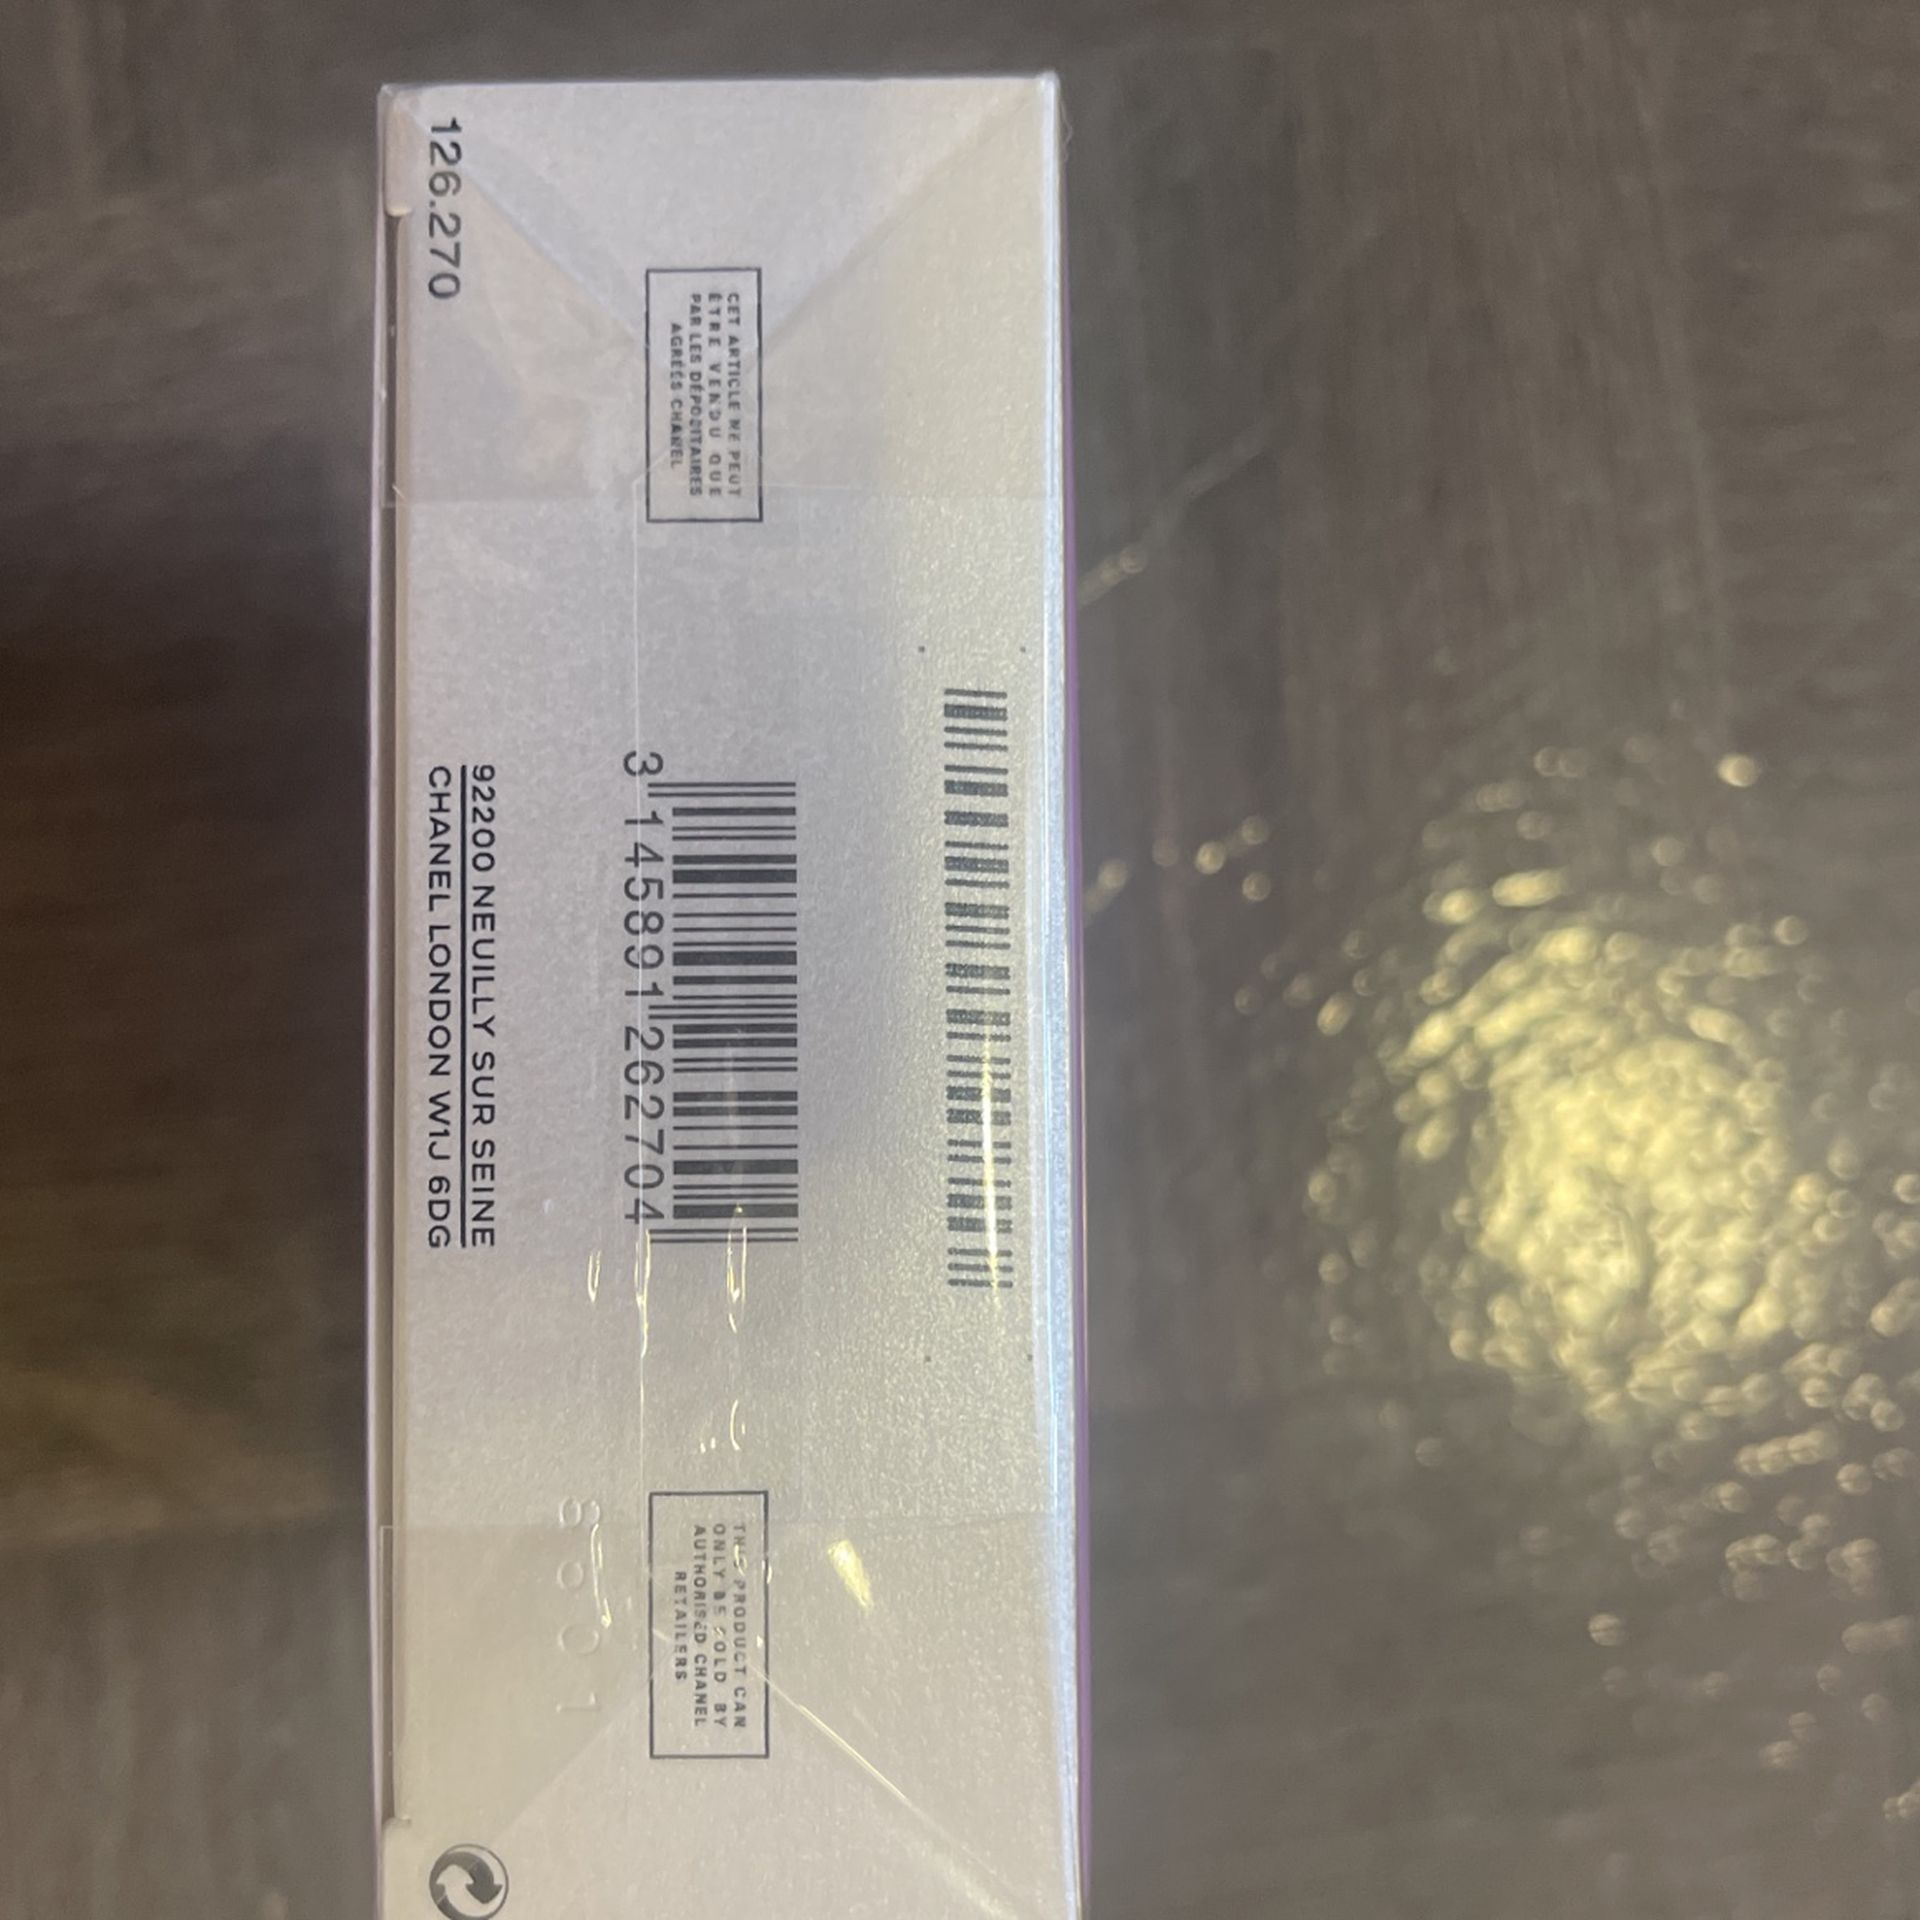 CET ARTICLE NE PEUT
ÊTRE VENDU QUE
PAR LES DÉPOSITAIRES
AGRÉÉS CHANEL
3 145891 262704
THIS PRODUCT CAN
ONLY BE SOLD BY
AUTHORISED CHANEL
RETAILERS
8901
92200 NEUILLY SUR SEINE
CHANEL LONDON W1J 6DG
126.270